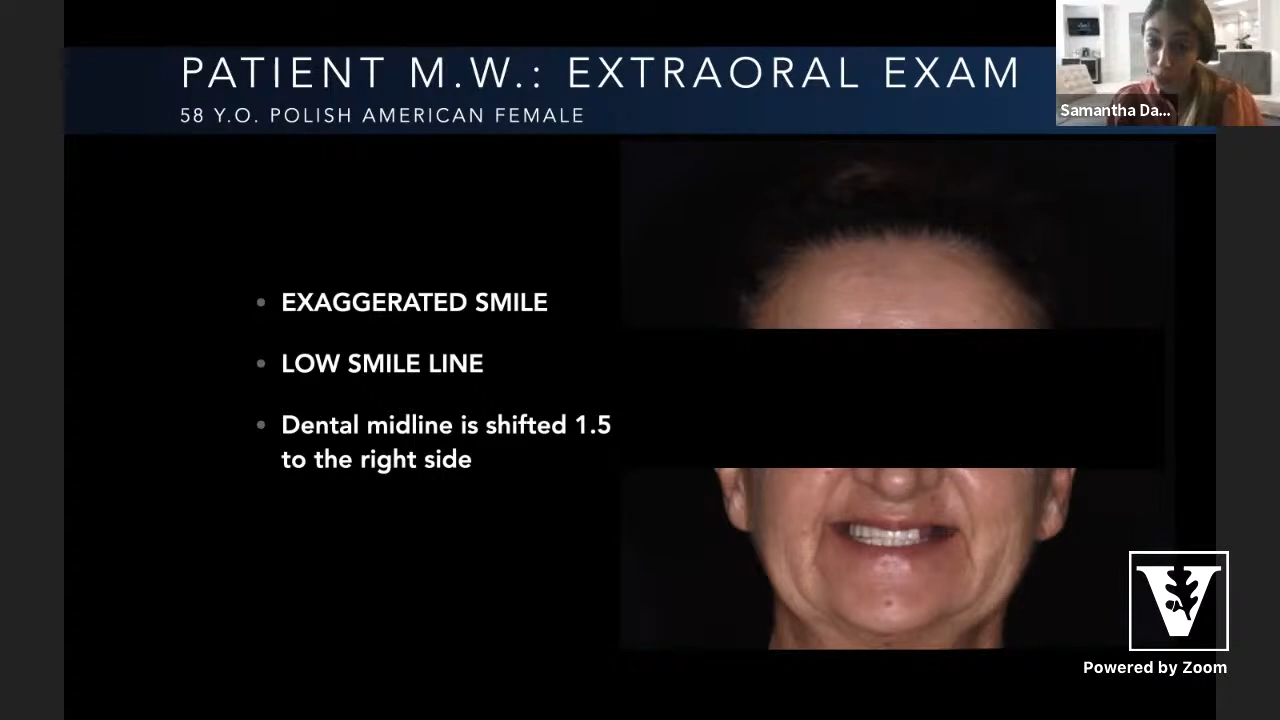 PATIENT M.W.: EXTRAORAL EXAM
58 Y.O. POLISH AMERICAN FEMALE
Samantha Da...
• EXAGGERATED SMILE
• LOW SMILE LINE
• Dental midline is shifted 1.5
to the right side
V
Powered by Zoom